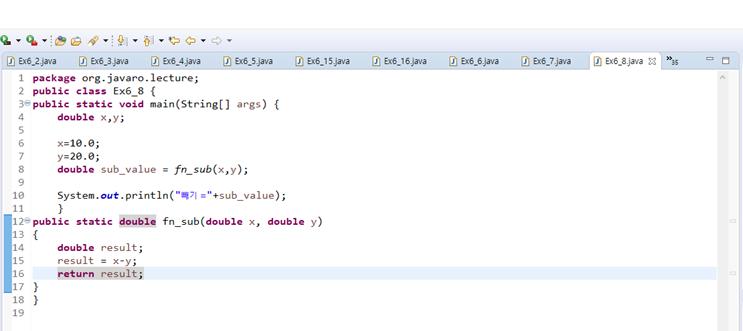 Ex6_2.java Ex6_3.java Ex6_4.java Ex6_5.java Ex6_15.java Ex6_16.java Ex6_6.java Ex6_7.java Ex6_8.java »35
1 package org.javaro.lecture;
2 public class Ex6_8 {
3 public static void main(String[] args) {
4 double x,y;
5
6 x=10.0;
7 y=20.0;
8 double sub_value = fn_sub(x,y);
9
10 System.out.println("빼기 ="+sub_value);
11 }
12 public static double fn_sub(double x, double y)
13 {
14 double result;
15 result = x-y;
16 return result;
17 }
18 }
19